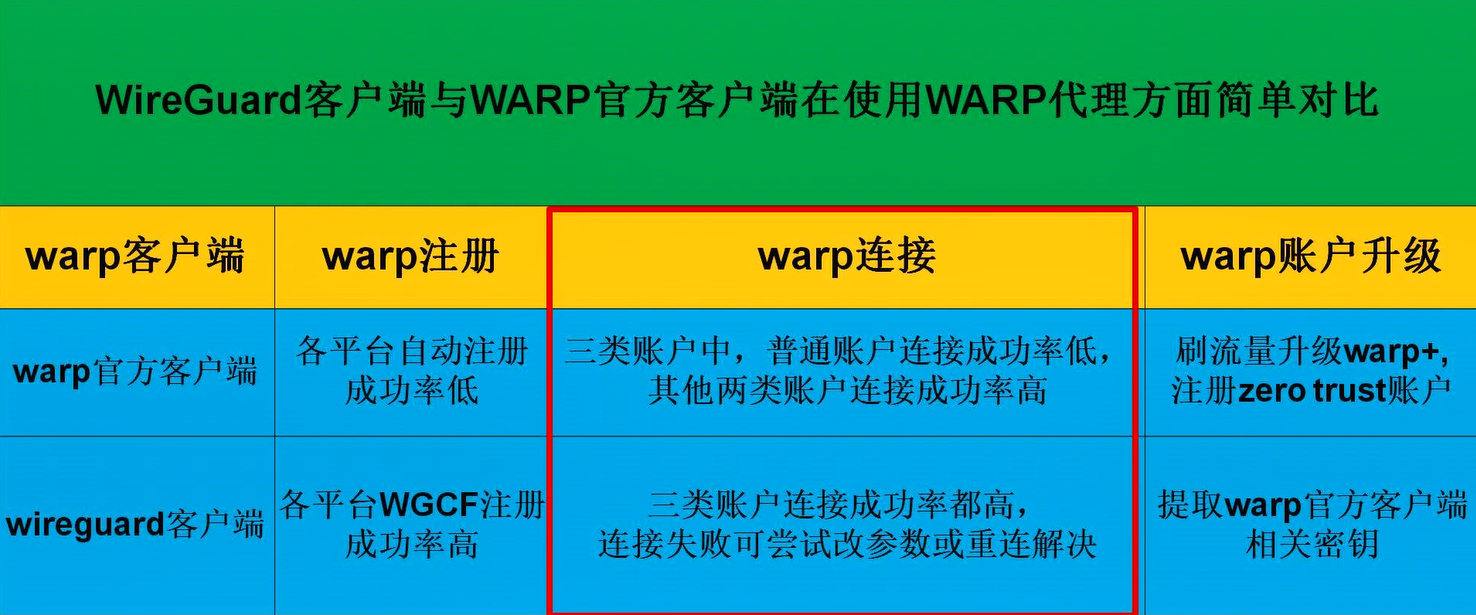 WireGuard客户端与WARP官方客户端在使用WARP代理方面简单对比
warp客户端
warp注册
warp连接
warp账户升级
warp官方客户端
各平台自动注册
成功率低
三类账户中，普通账户连接成功率低，
其他两类账户连接成功率高
刷流量升级warp+,
注册zero trust账户
wireguard客户端
各平台WGCF注册
成功率高
三类账户连接成功率都高，
连接失败可尝试改参数或重连解决
提取warp官方客户端
相关密钥